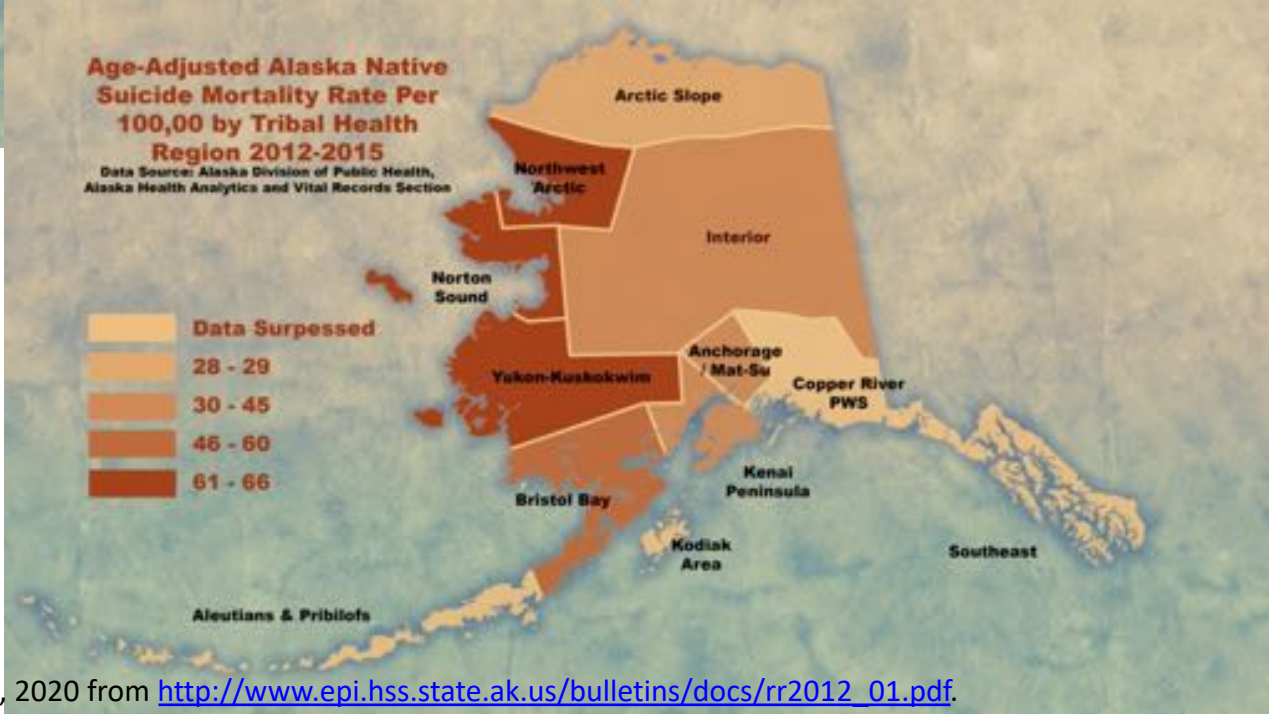 Age-Adjusted Alaska Native
Suicide Mortality Rate Per
100,00 by Tribal Health
Region 2012-2015
Data Source: Alaska Division of Public Health,
Alaska Health Analytics and Vital Records Section
Arctic Slope
Northwest
Arctic
Interior
Norton
Sound
Data Surpessed
28 - 29
30 - 45
46 - 60
61 - 66
Anchorage
/ Mat-Su
Yukon-Kuskokwim
Copper River
PWS
Kenai
Peninsula
Bristol Bay
Kodiak
Area
Southeast
Aleutians & Pribilofs
, 2020 from http://www.epi.hss.state.ak.us/bulletins/docs/rr2012_01.pdf.